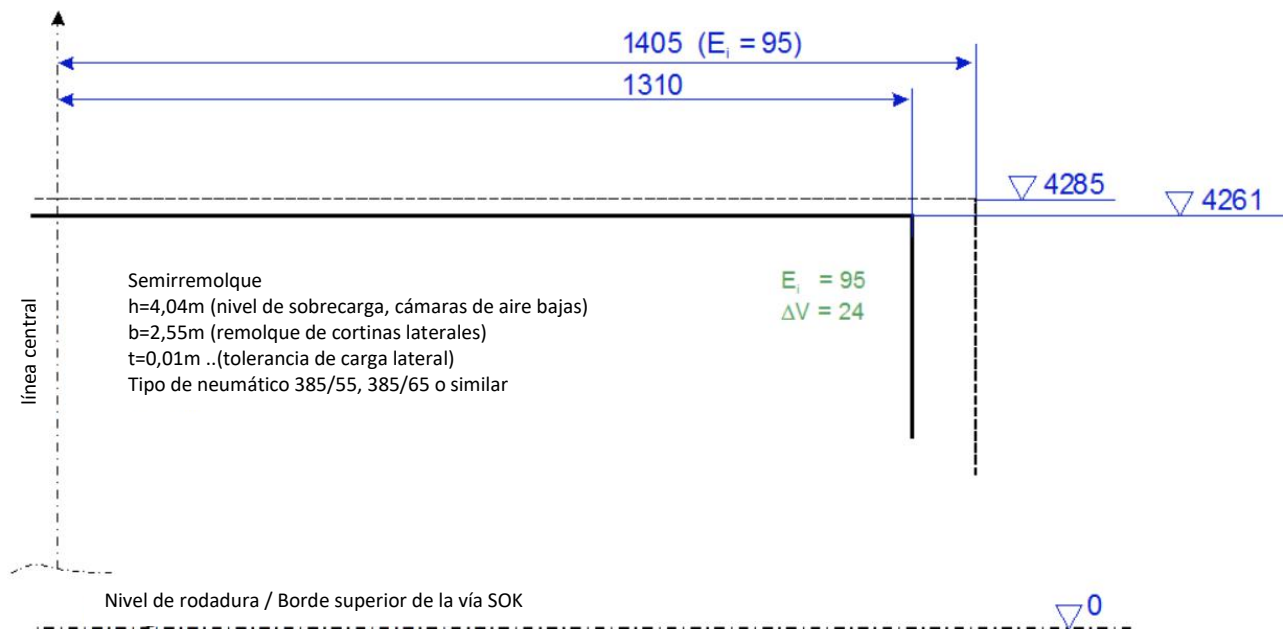 1405 (Ei = 95)
1310
4285
4261
Semirremolque
h=4,04m (nivel de sobrecarga, cámaras de aire bajas)
b=2,55m (remolque de cortinas laterales)
t=0,01m ..(tolerancia de carga lateral)
Tipo de neumático 385/55, 385/65 o similar
Ei = 95
ΔV = 24
línea central
Nivel de rodadura / Borde superior de la vía SOK
0